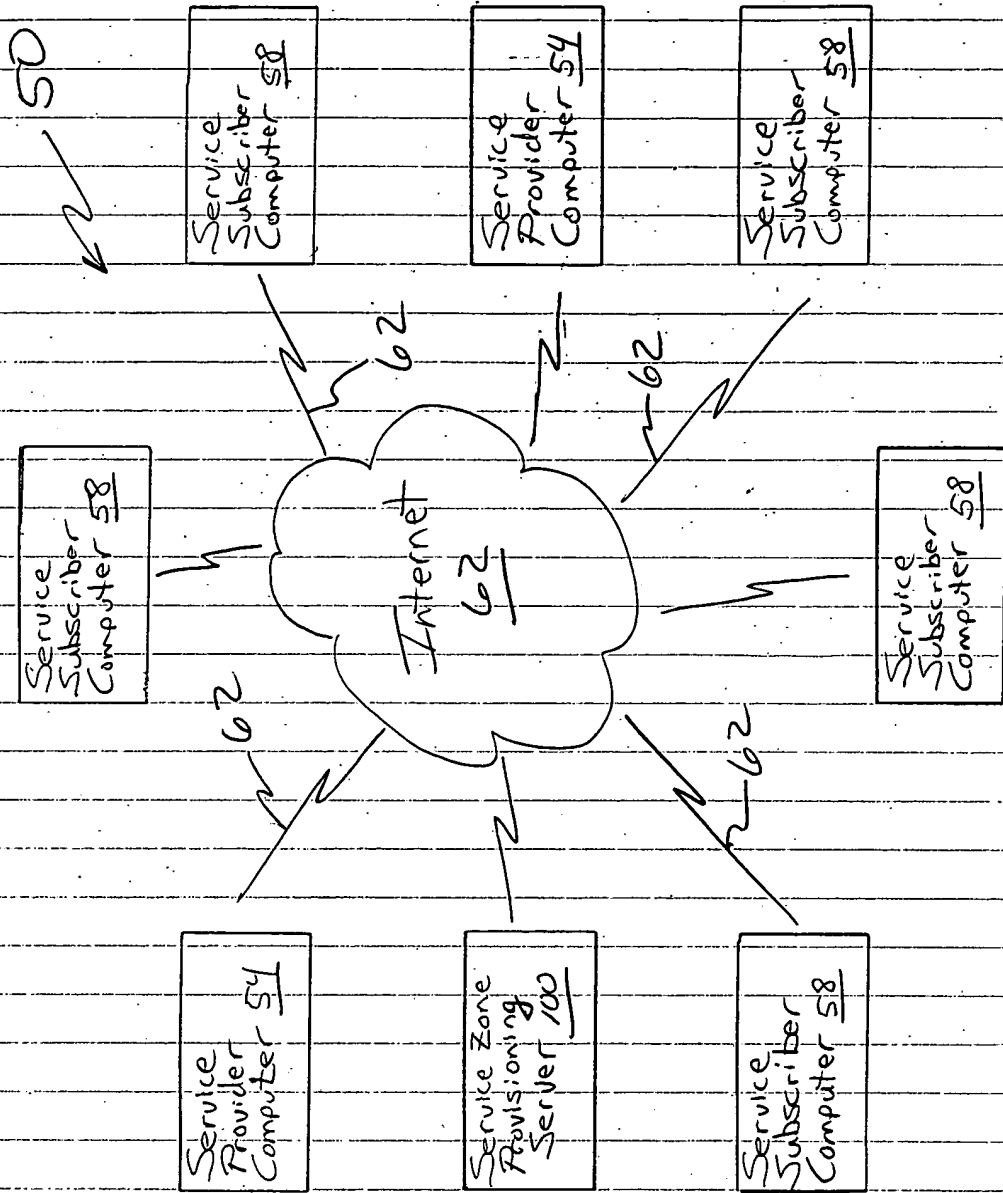 50
Service
Subscriber
Computer 58
Service
Provider
Computer 54
62
Service
Subscriber
Computer 58
62
Internet
62
Service Zone
Provisioning
Server 100
Service
Provider
Computer 54
62
62
Service
Subscriber
Computer 58
Service
Subscriber
Computer 58
Service
Subscriber
Computer 58